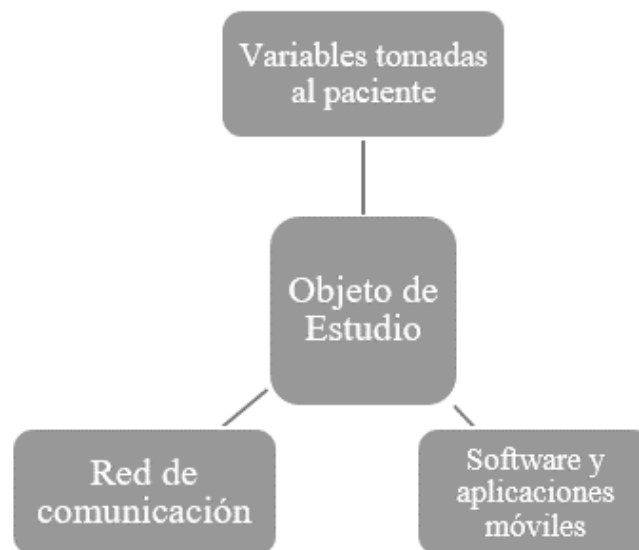 Variables tomadas
al paciente
Objeto de
Estudio
Red de
comunicación
Software y
aplicaciones
móviles